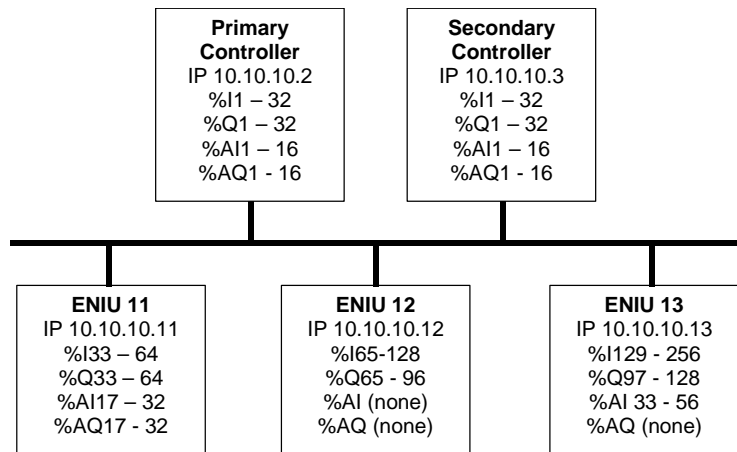 Primary
Controller
IP 10.10.10.2
%I1 – 32
%Q1 – 32
%AI1 – 16
%AQ1 - 16
Secondary
Controller
IP 10.10.10.3
%I1 – 32
%Q1 – 32
%AI1 – 16
%AQ1 - 16
ENIU 11
IP 10.10.10.11
%I33 – 64
%Q33 – 64
%AI17 – 32
%AQ17 - 32
ENIU 12
IP 10.10.10.12
%I65-128
%Q65 - 96
%AI (none)
%AQ (none)
ENIU 13
IP 10.10.10.13
%I129 - 256
%Q97 - 128
%AI 33 - 56
%AQ (none)